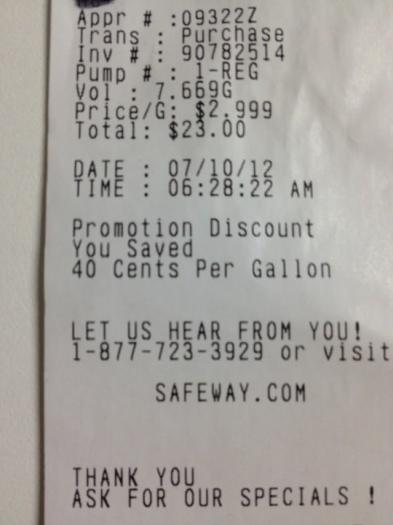 Appr # :09322Z
Trans : Purchase
Inv # : 90782514
Pump # : 1-REG
Vol : 7.669G
Price/G: $2.999
Total: $23.00
DATE : 07/10/12
TIME : 06:28:22 AM
Promotion Discount
You Saved
40 Cents Per Gallon
LET US HEAR FROM YOU!
1-877-723-3929 or visit
SAFEWAY.COM
THANK YOU
ASK FOR OUR SPECIALS !